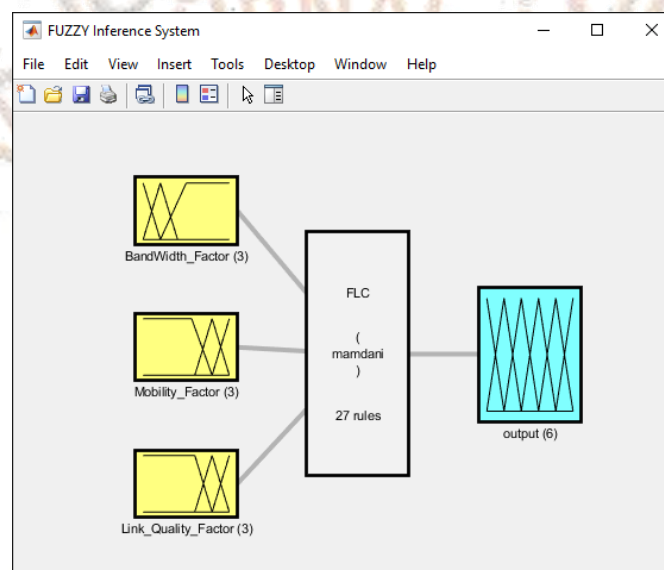 FUZZY Inference System
File Edit View Insert Tools Desktop Window Help
BandWidth_Factor (3)
FLC
(
mamdani
)
27 rules
Mobility_Factor (3)
output (6)
Link_Quality_Factor (3)